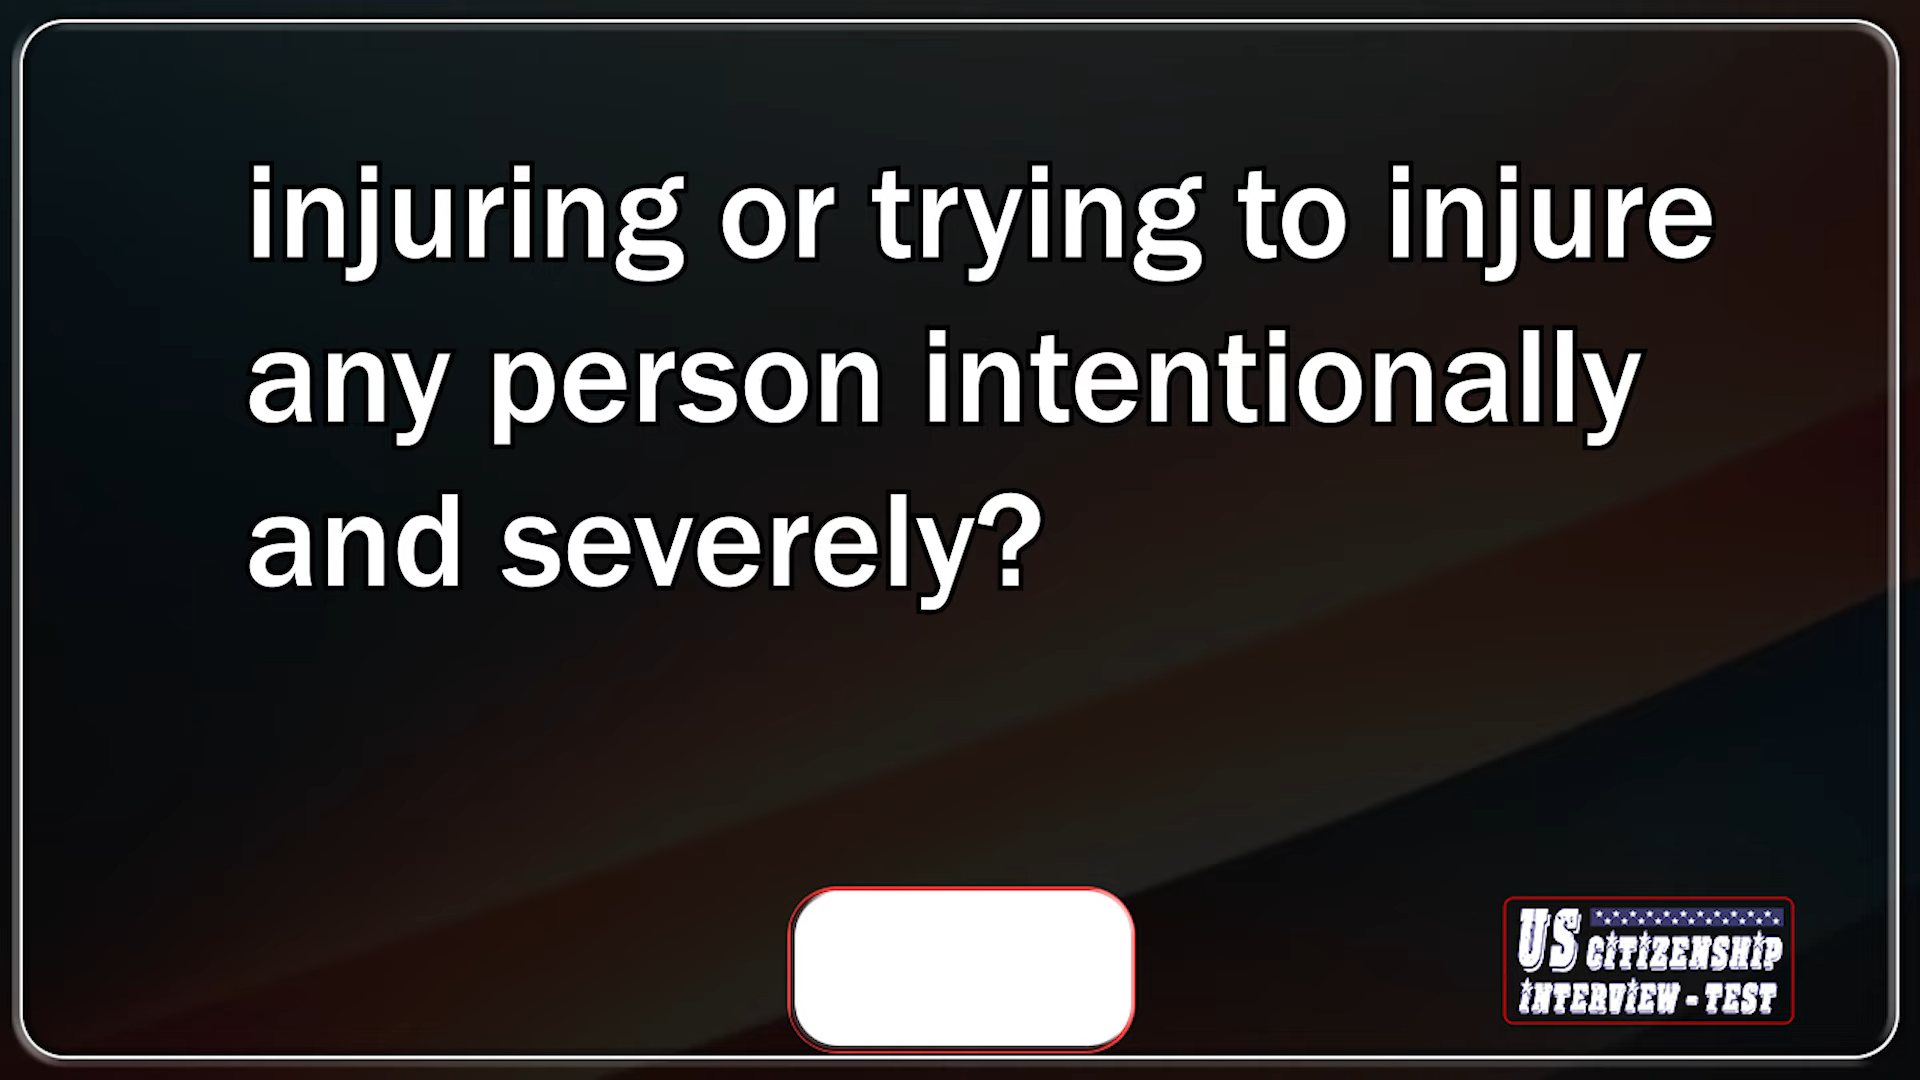 injuring or trying to injure
any person intentionally
and severely?
US CITIZENSHIP
INTERVIEW - TEST